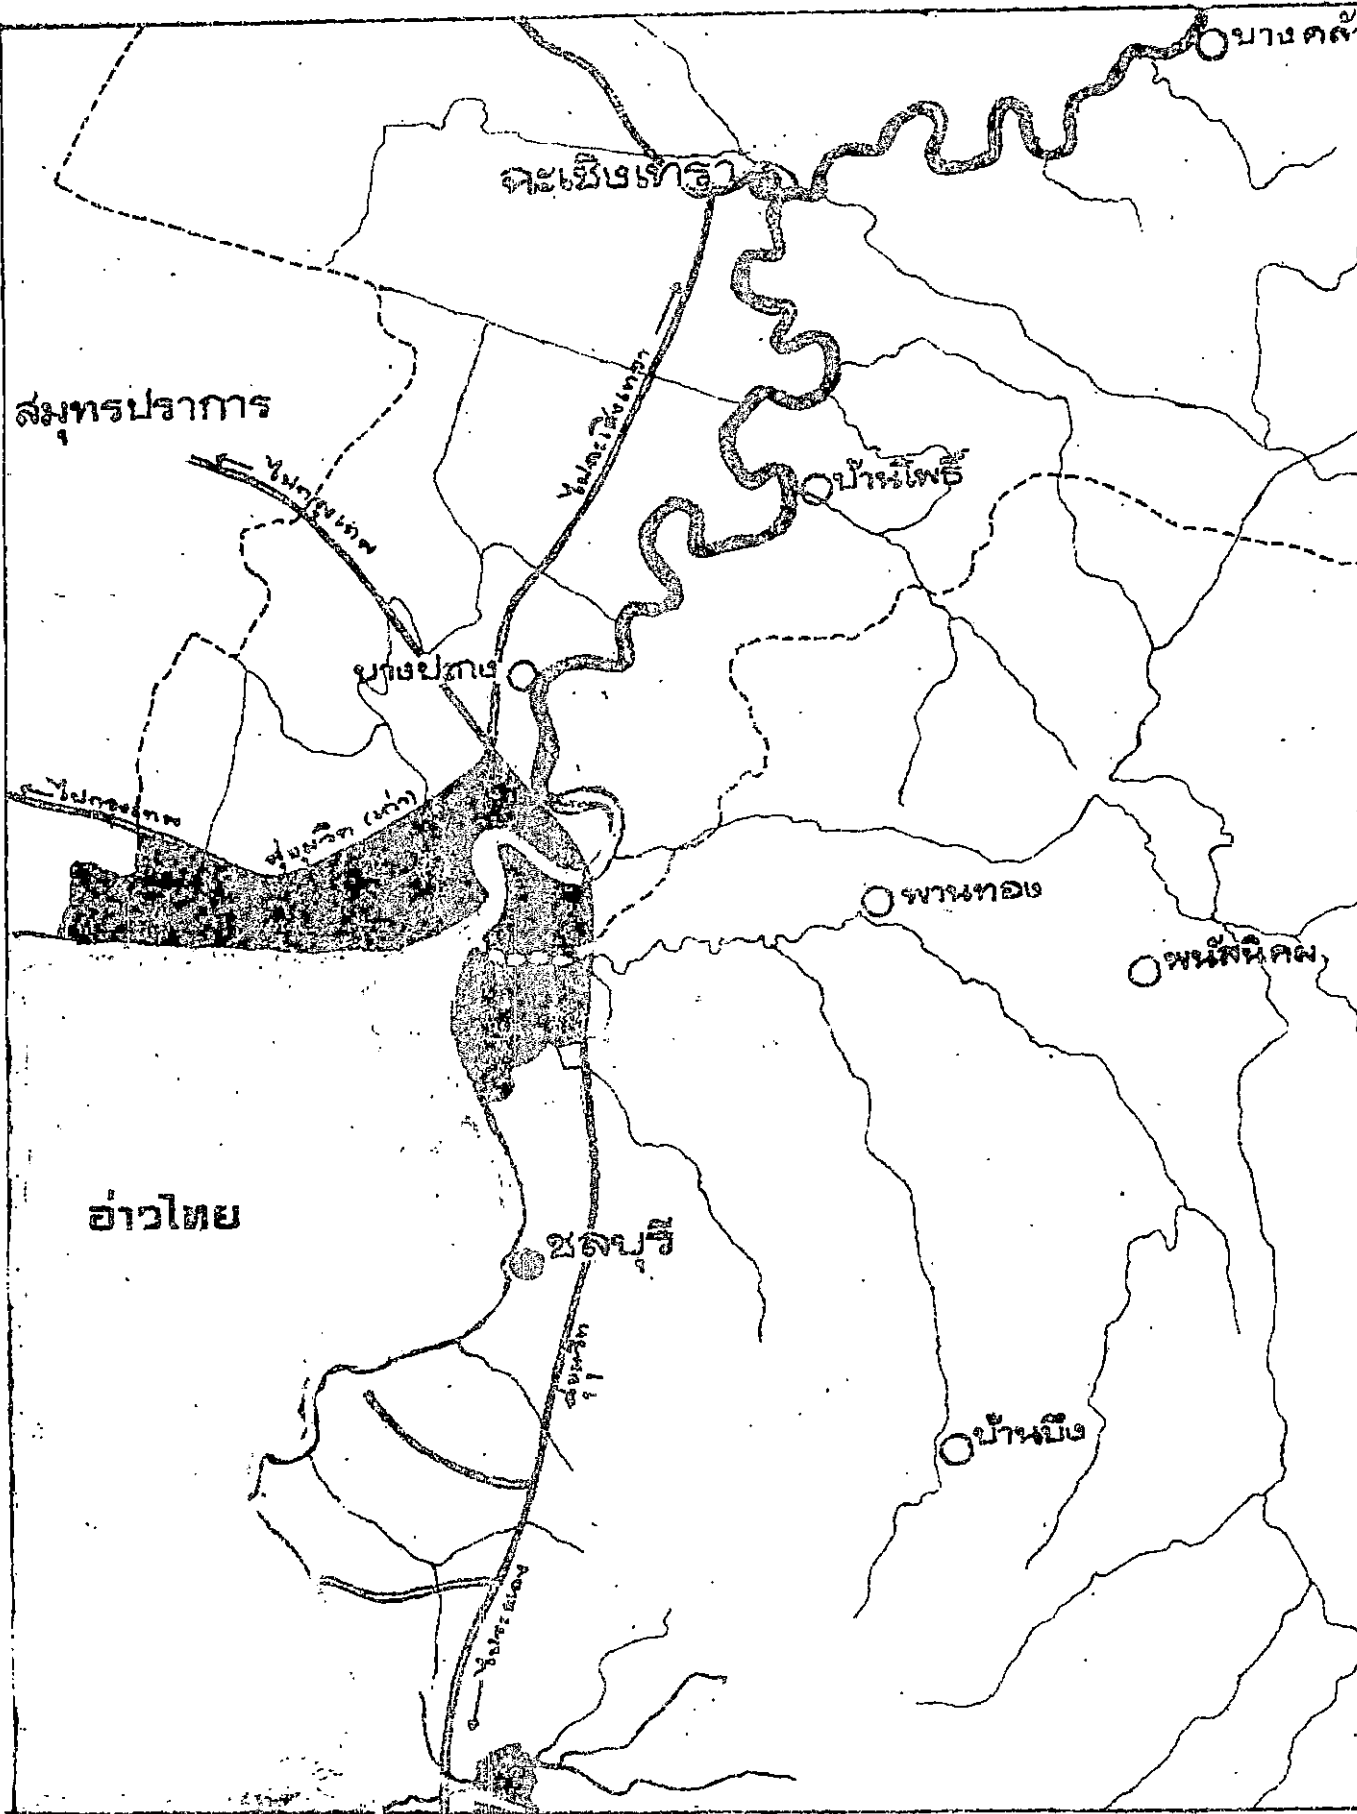 บางคล้
ฉะเชิงเทรา
ไปฉะเชิงเทรา
สมุทรปราการ
ไปกรุงเทพ
บ้านโพธิ์
บางปะกง
ไปกรุงเทพ
สุขุมวิท (เก่า)
พานทอง
พนัสนิคม
อ่าวไทย
ชลบุรี
สุขุมวิท
บ้านบึง
ไประยอง